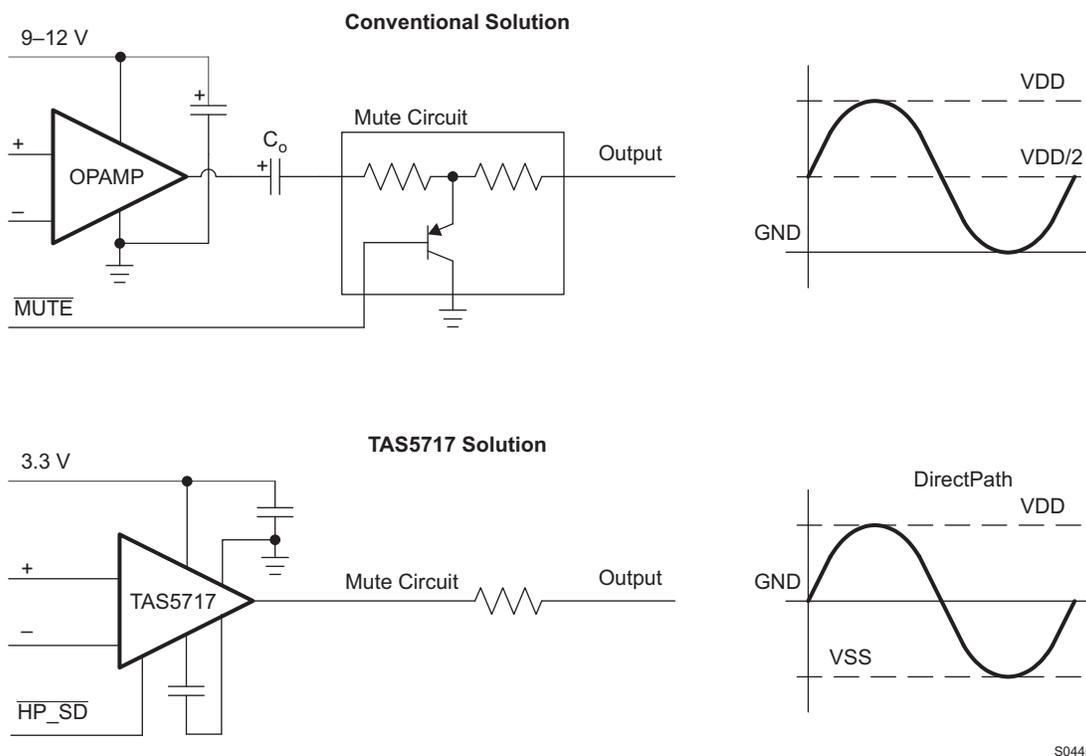 Conventional Solution
9–12 V
+
VDD
Mute Circuit
Co
+
Output
+
OPAMP
VDD/2
–
GND
MUTE
TAS5717 Solution
3.3 V
DirectPath
VDD
+
Mute Circuit
Output
GND
TAS5717
–
VSS
HP_SD